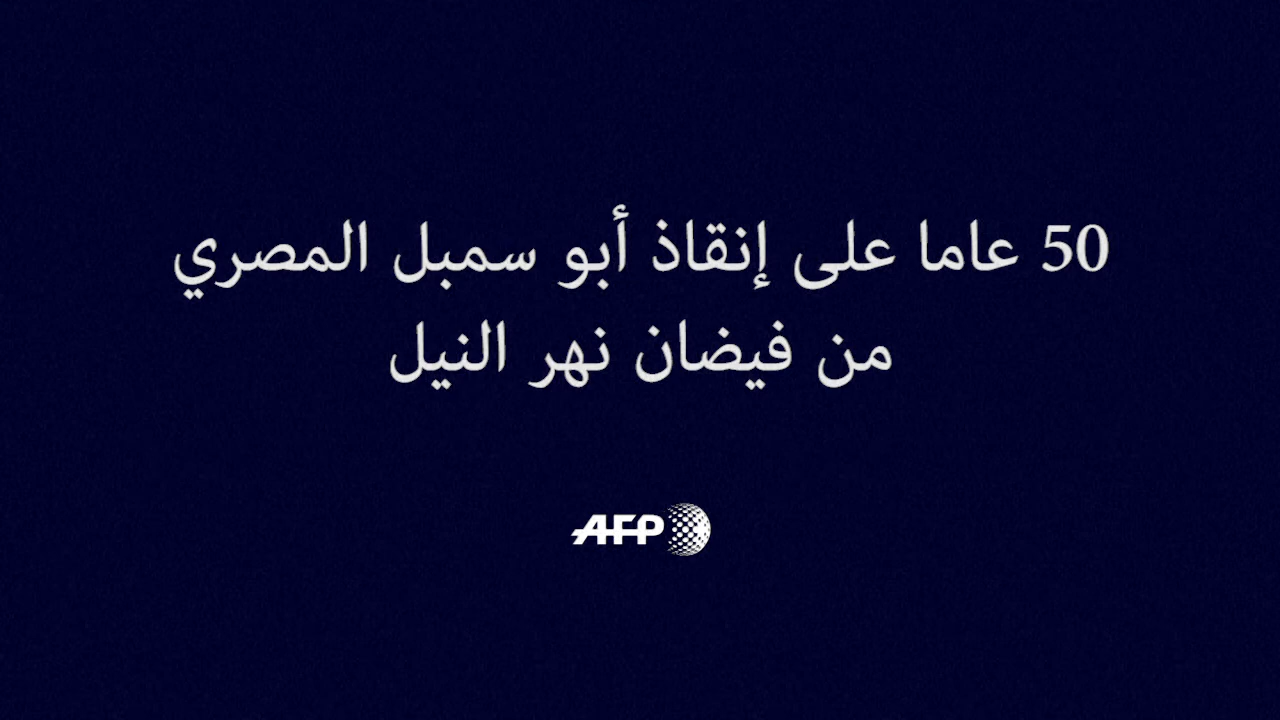 50 عاما على إنقاذ أبو سمبل المصري
من فيضان نهر النيل
AFP